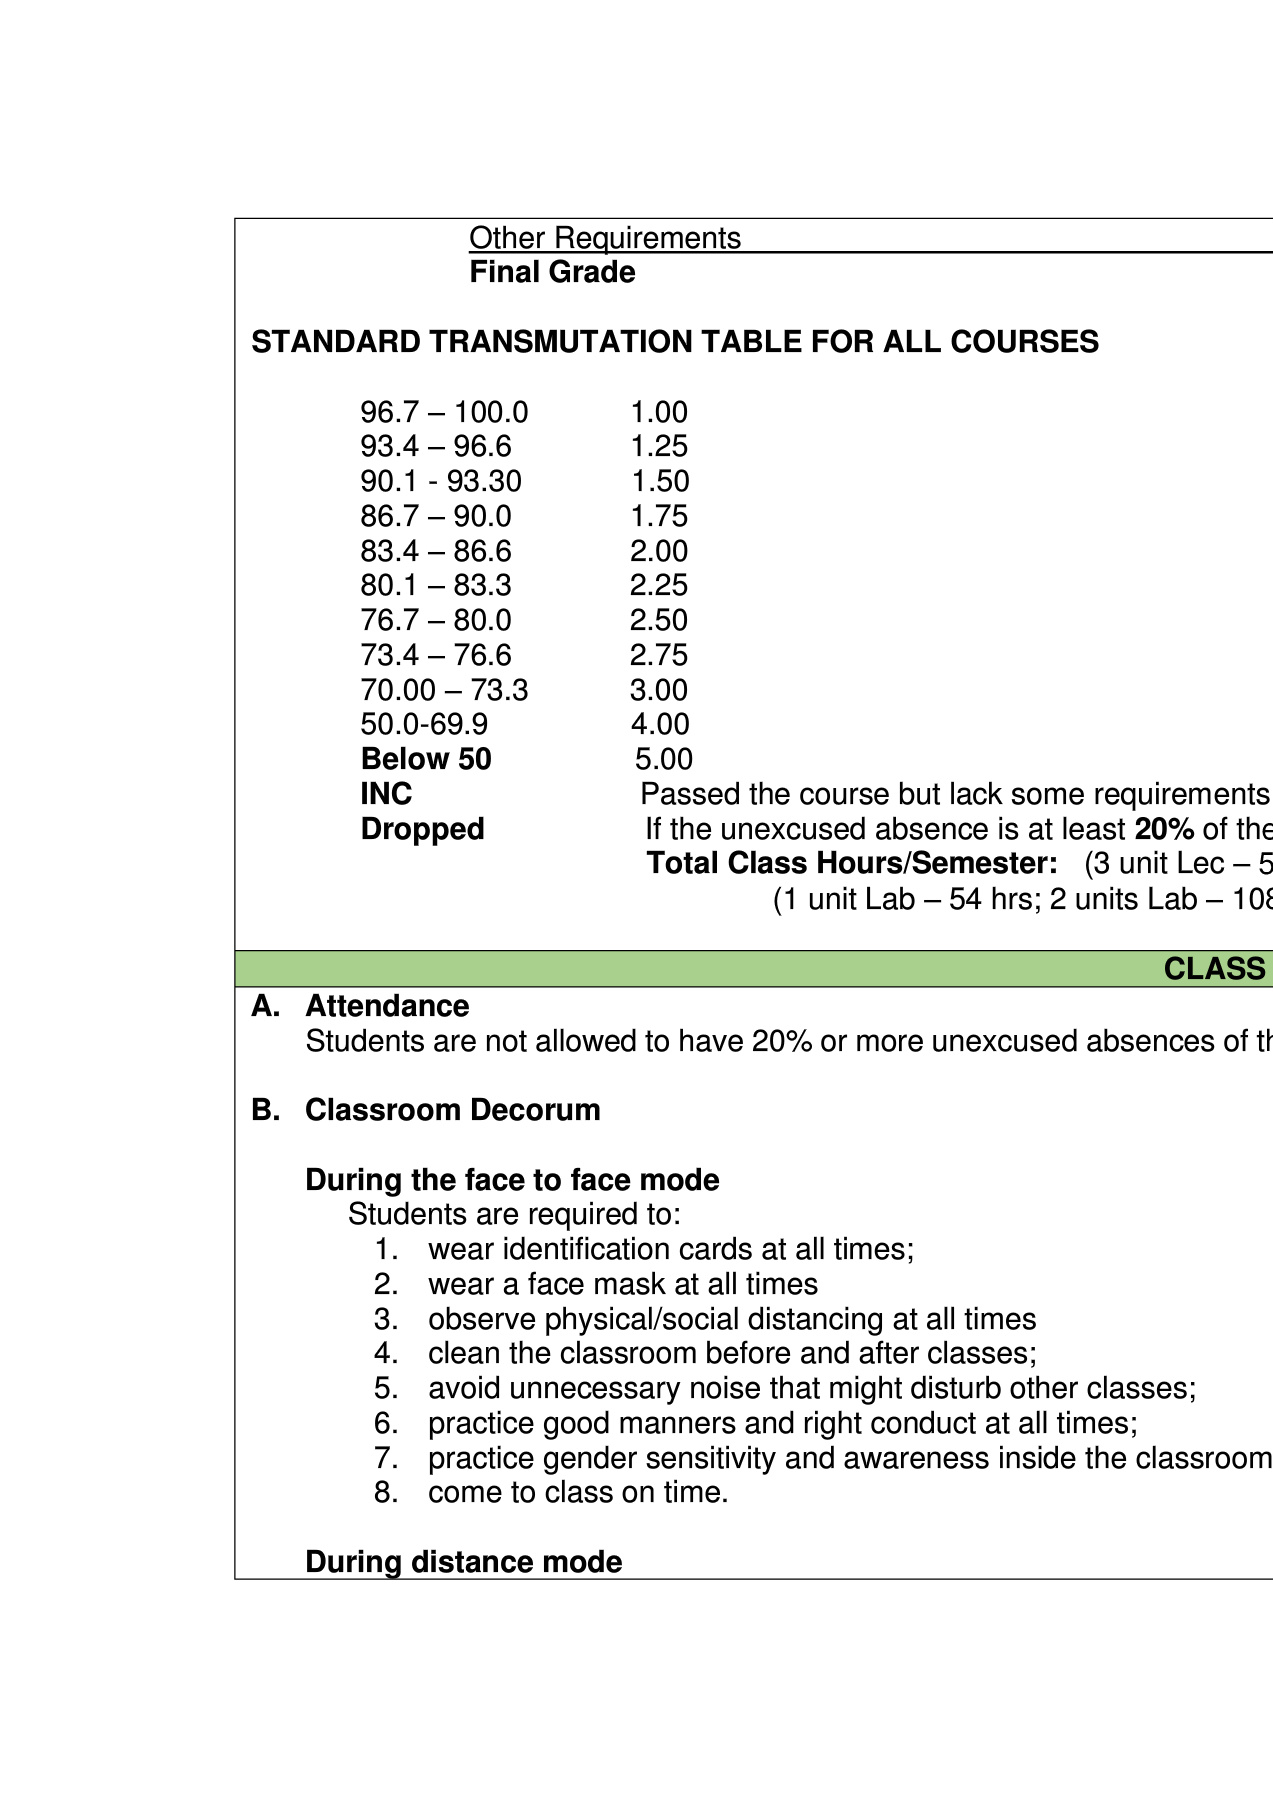 Other Requirements
Final Grade
STANDARD TRANSMUTATION TABLE FOR ALL COURSES
96.7 – 100.0 1.00
93.4 – 96.6 1.25
90.1 - 93.30 1.50
86.7 – 90.0 1.75
83.4 – 86.6 2.00
80.1 – 83.3 2.25
76.7 – 80.0 2.50
73.4 – 76.6 2.75
70.00 – 73.3 3.00
50.0-69.9 4.00
Below 50 5.00
INC Passed the course but lack some requirements
Dropped If the unexcused absence is at least 20% of the
Total Class Hours/Semester: (3 unit Lec – 5
(1 unit Lab – 54 hrs; 2 units Lab – 108
CLASS
A. Attendance
Students are not allowed to have 20% or more unexcused absences of th
B. Classroom Decorum
During the face to face mode
Students are required to:
1. wear identification cards at all times;
2. wear a face mask at all times
3. observe physical/social distancing at all times
4. clean the classroom before and after classes;
5. avoid unnecessary noise that might disturb other classes;
6. practice good manners and right conduct at all times;
7. practice gender sensitivity and awareness inside the classroom
8. come to class on time.
During distance mode